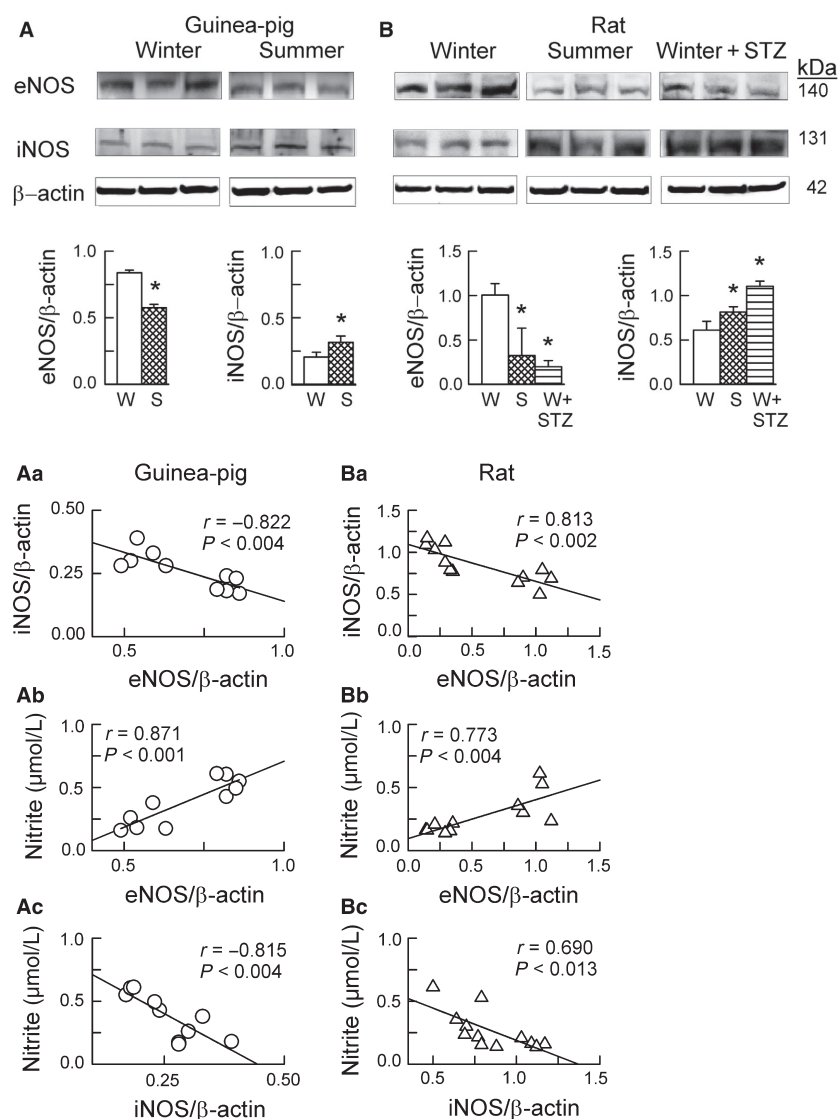 A Guinea-pig B Rat
Winter Summer Winter Summer Winter + STZ
kDa
eNOS 140
iNOS 131
β–actin 42
eNOS/β-actin
1.0
0.5
0.0
*
W S
iNOS/β–actin
1.0
0.5
0.0
*
W S
eNOS/β–actin
1.5
1.0
0.5
0.0
*
*
W S W+
STZ
iNOS/β-actin
1.5
1.0
0.5
0.0
*
*
W S W+
STZ
Aa Guinea-pig
iNOS/β-actin
0.50
0.25
0.00
r = –0.822
P < 0.004
0.5 1.0
eNOS/β-actin
Ba Rat
iNOS/β-actin
1.5
1.0
0.5
0.0
r = 0.813
P < 0.002
0.0 0.5 1.0 1.5
eNOS/β-actin
Ab
Nitrite (μmol/L)
1.0
0.5
0.0
r = 0.871
P < 0.001
0.5 1.0
eNOS/β-actin
Bb
Nitrite (μmol/L)
1.0
0.5
0.0
r = 0.773
P < 0.004
0.0 0.5 1.0 1.5
eNOS/β-actin
Ac
Nitrite (μmol/L)
1.0
0.5
0.0
r = –0.815
P < 0.004
0.25 0.50
iNOS/β-actin
Bc
Nitrite (μmol/L)
1.0
0.5
0.0
r = 0.690
P < 0.013
0.5 1.0 1.5
iNOS/β-actin